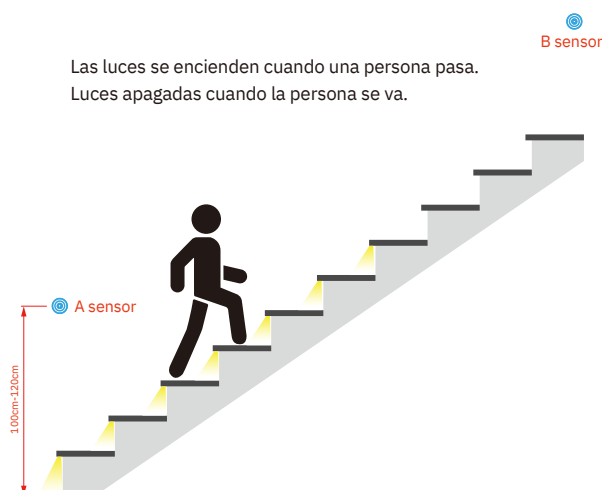 B sensor
Las luces se encienden cuando una persona pasa.
Luces apagadas cuando la persona se va.
A sensor
100cm-120cm